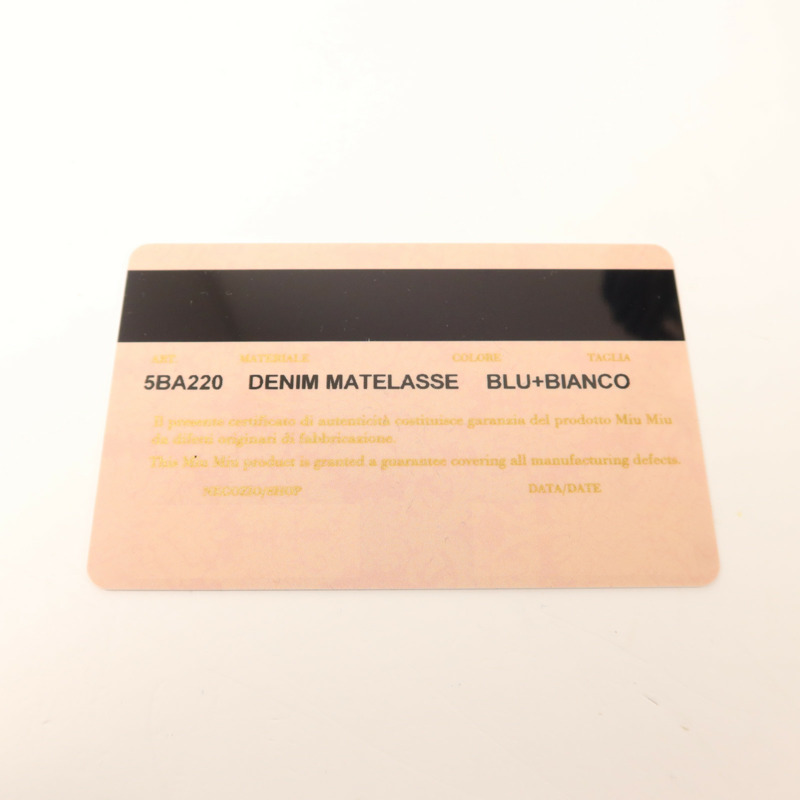 ART. MATERIALE COLORE TAGLIA
5BA220 DENIM MATELASSE BLU+BIANCO
Il presente certificato di autenticità costituisce garanzia del prodotto Miu Miu
da difetti originati di fabbricazione.
This Miu Miu product is granted a guarantee covering all manufacturing defects.
NEGOZIO/SHOP DATA/DATE